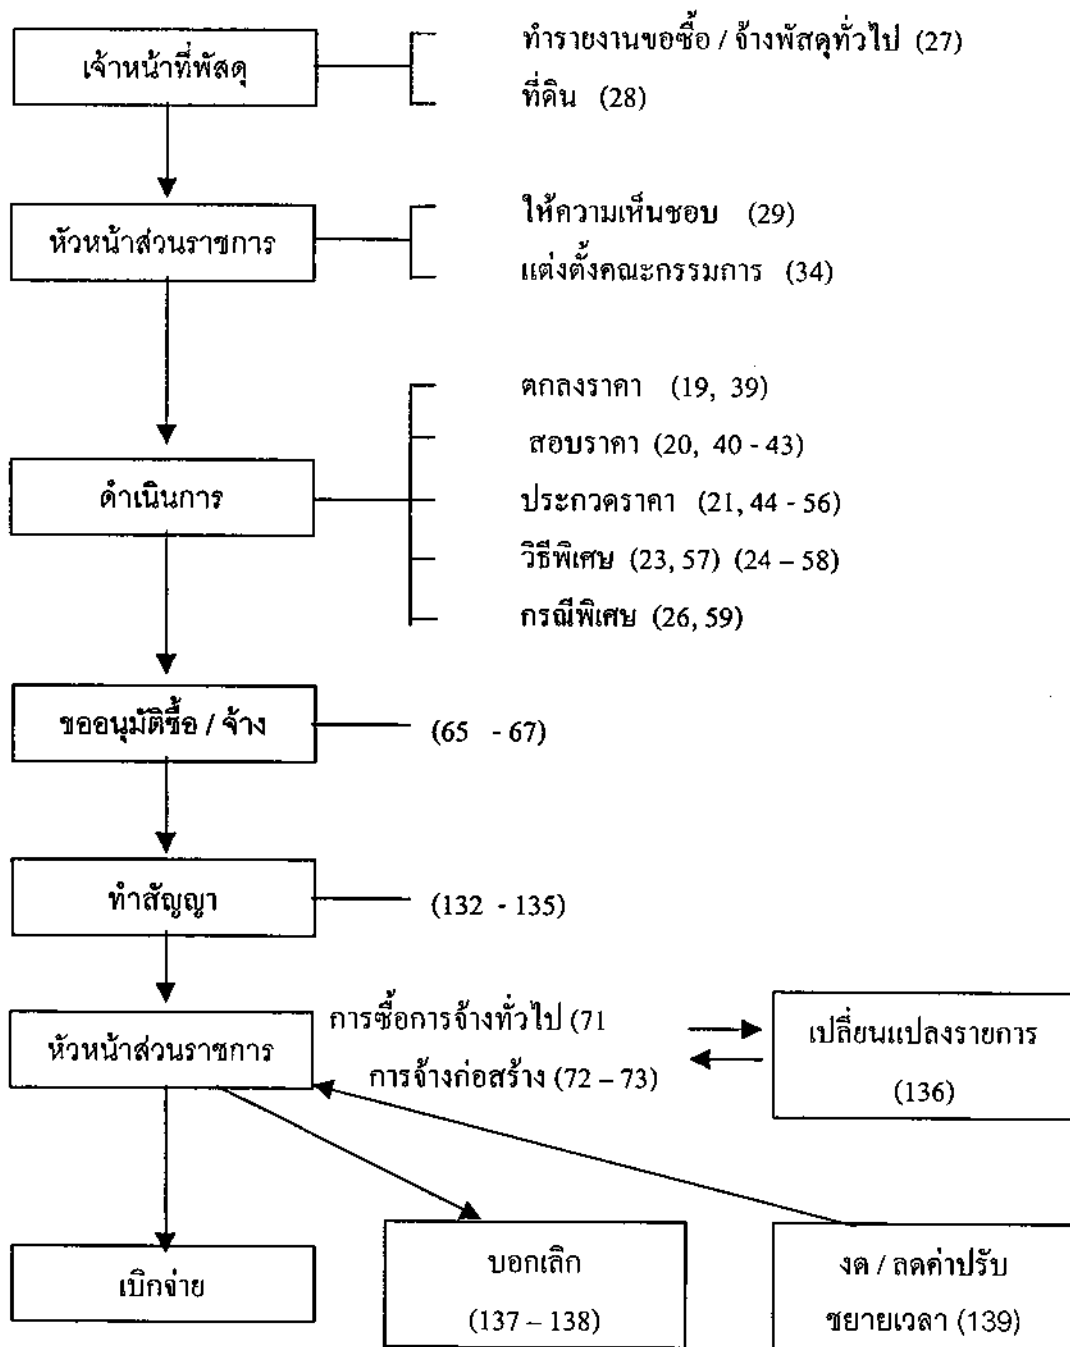 เจ้าหน้าที่พัสดุ
ทำรายงานขอซื้อ / จ้างพัสดุทั่วไป (27)
ที่ดิน (28)
หัวหน้าส่วนราชการ
ให้ความเห็นชอบ (29)
แต่งตั้งคณะกรรมการ (34)
ดำเนินการ
ตกลงราคา (19, 39)
สอบราคา (20, 40 - 43)
ประกวดราคา (21, 44 - 56)
วิธีพิเศษ (23, 57) (24 – 58)
กรณีพิเศษ (26, 59)
ขออนุมัติซื้อ / จ้าง
(65 - 67)
ทำสัญญา
(132 - 135)
หัวหน้าส่วนราชการ
การซื้อการจ้างทั่วไป (71
การจ้างก่อสร้าง (72 – 73)
เปลี่ยนแปลงรายการ
(136)
เบิกจ่าย
บอกเลิก
(137 – 138)
งด / ลดค่าปรับ
ขยายเวลา (139)